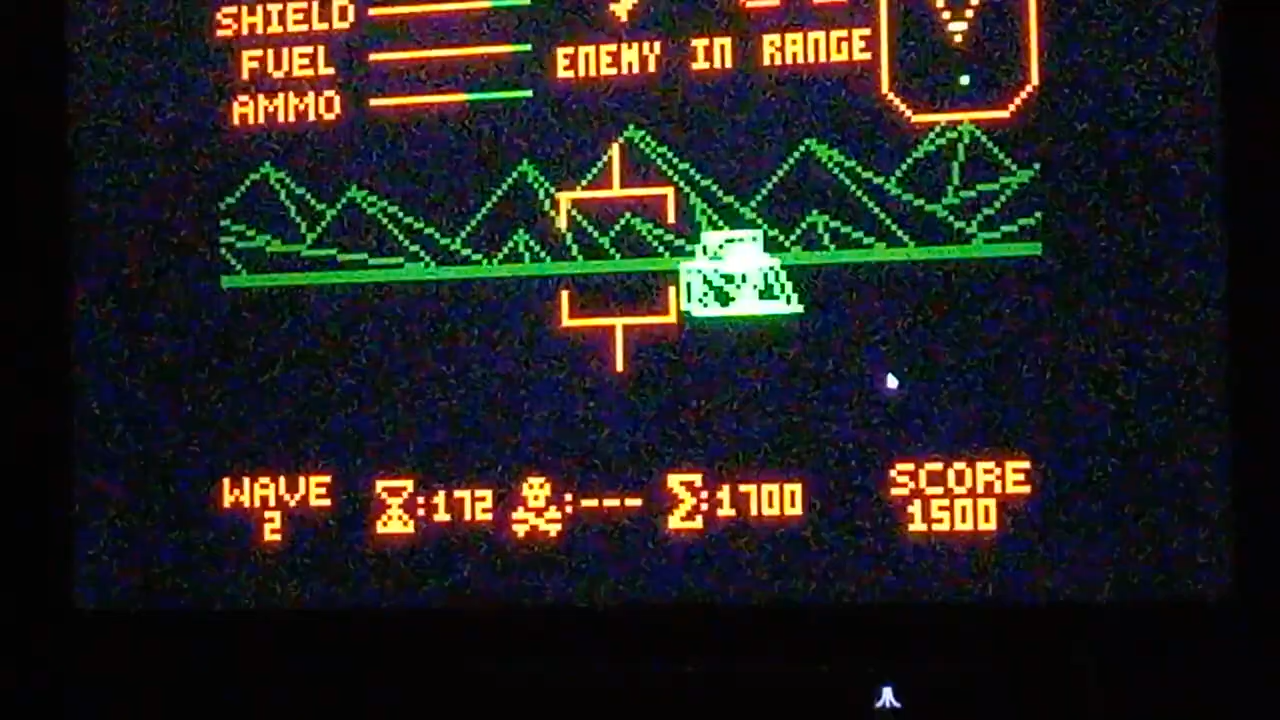 SHIELD
FUEL
AMMO
ENEMY IN RANGE
WAVE
2
:172
:---
Σ:1700
SCORE
1500